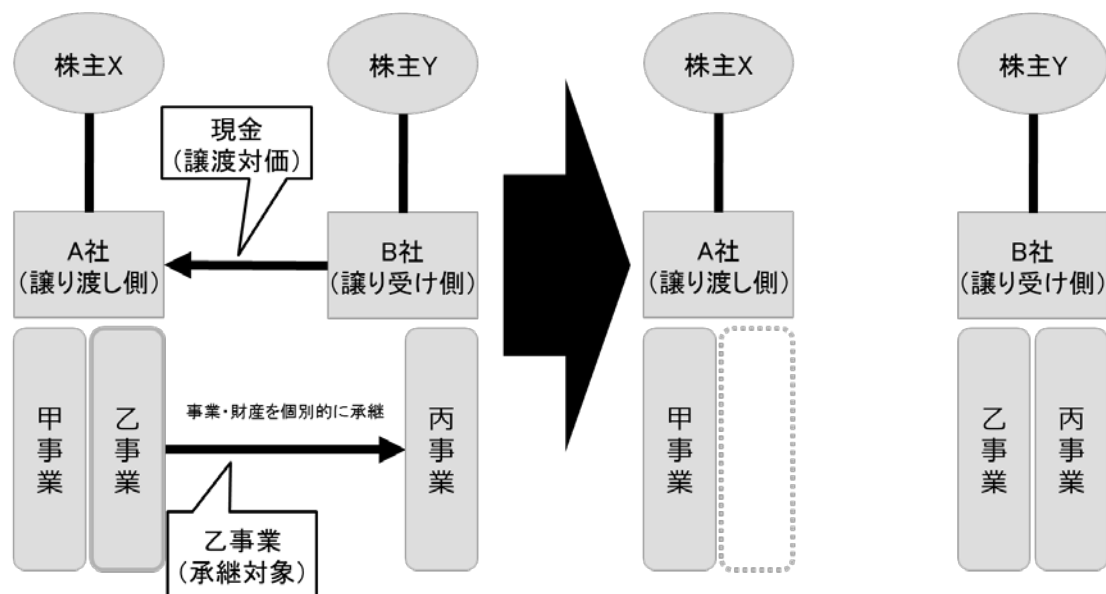 株主X
株主Y
株主X
株主Y
現金
(譲渡対価)
A社
(譲り渡し側)
B社
(譲り受け側)
A社
(譲り渡し側)
B社
(譲り受け側)
甲事業
乙事業
事業・財産を個別的に承継
丙事業
甲事業
乙事業
丙事業
乙事業
(承継対象)